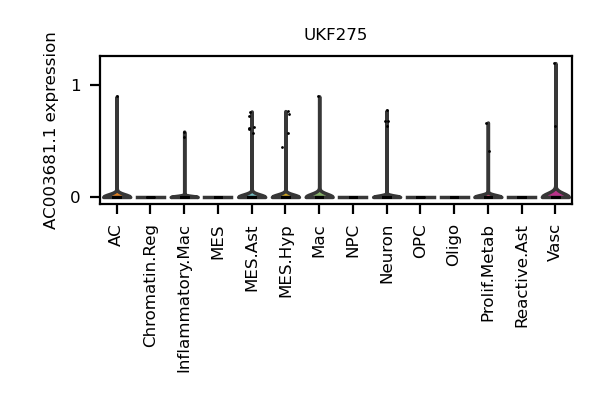 UKF275
AC003681.1 expression
1
0
AC
Chromatin.Reg
Inflammatory.Mac
MES
MES.Ast
MES.Hyp
Mac
NPC
Neuron
OPC
Oligo
Prolif.Metab
Reactive.Ast
Vasc